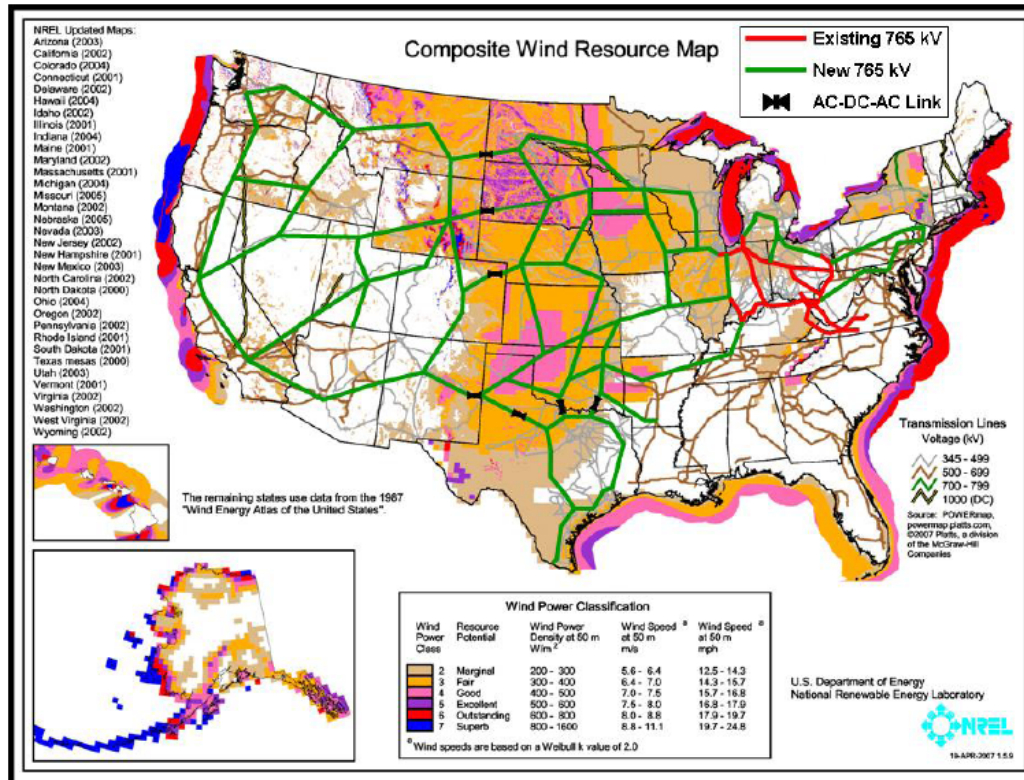 Composite Wind Resource Map
NREL Updated Maps:
Arizona (2003)
California (2002)
Colorado (2004)
Connecticut (2001)
Delaware (2002)
Hawaii (2004)
Idaho (2002)
Illinois (2001)
Indiana (2004)
Maine (2001)
Maryland (2002)
Massachusetts (2001)
Michigan (2004)
Missouri (2005)
Montana (2002)
Nebraska (2005)
Nevada (2003)
New Jersey (2002)
New Hampshire (2001)
New Mexico (2003)
North Carolina (2002)
North Dakota (2000)
Ohio (2004)
Oregon (2002)
Pennsylvania (2002)
Rhode Island (2001)
South Dakota (2001)
Texas mesas (2000)
Utah (2003)
Vermont (2001)
Virginia (2002)
Washington (2002)
West Virginia (2002)
Wyoming (2002)
Existing 765 kV
New 765 kV
AC-DC-AC Link
Transmission Lines
Voltage (kV)
345 - 499
500 - 699
700 - 799
1000 (DC)
Source: POWERmap,
powermap.platts.com,
©2007 Platts, a division
of the McGraw-Hill
Companies
The remaining states use data from the 1987
"Wind Energy Atlas of the United States".
Wind Power Classification
Wind Power Class Resource Potential Wind Power Density at 50 m W/m² Wind Speed ᵃ at 50 m m/s Wind Speed ᵃ at 50 m mph
2 Marginal 200 - 300 5.6 - 6.4 12.5 - 14.3
3 Fair 300 - 400 6.4 - 7.0 14.3 - 15.7
4 Good 400 - 500 7.0 - 7.5 15.7 - 16.8
5 Excellent 500 - 600 7.5 - 8.0 16.8 - 17.9
6 Outstanding 600 - 800 8.0 - 8.8 17.9 - 19.7
7 Superb 800 - 1600 8.8 - 11.1 19.7 - 24.8
ᵃ Wind speeds are based on a Weibull k value of 2.0
U.S. Department of Energy
National Renewable Energy Laboratory
NREL
19-APR-2007 1.5.9